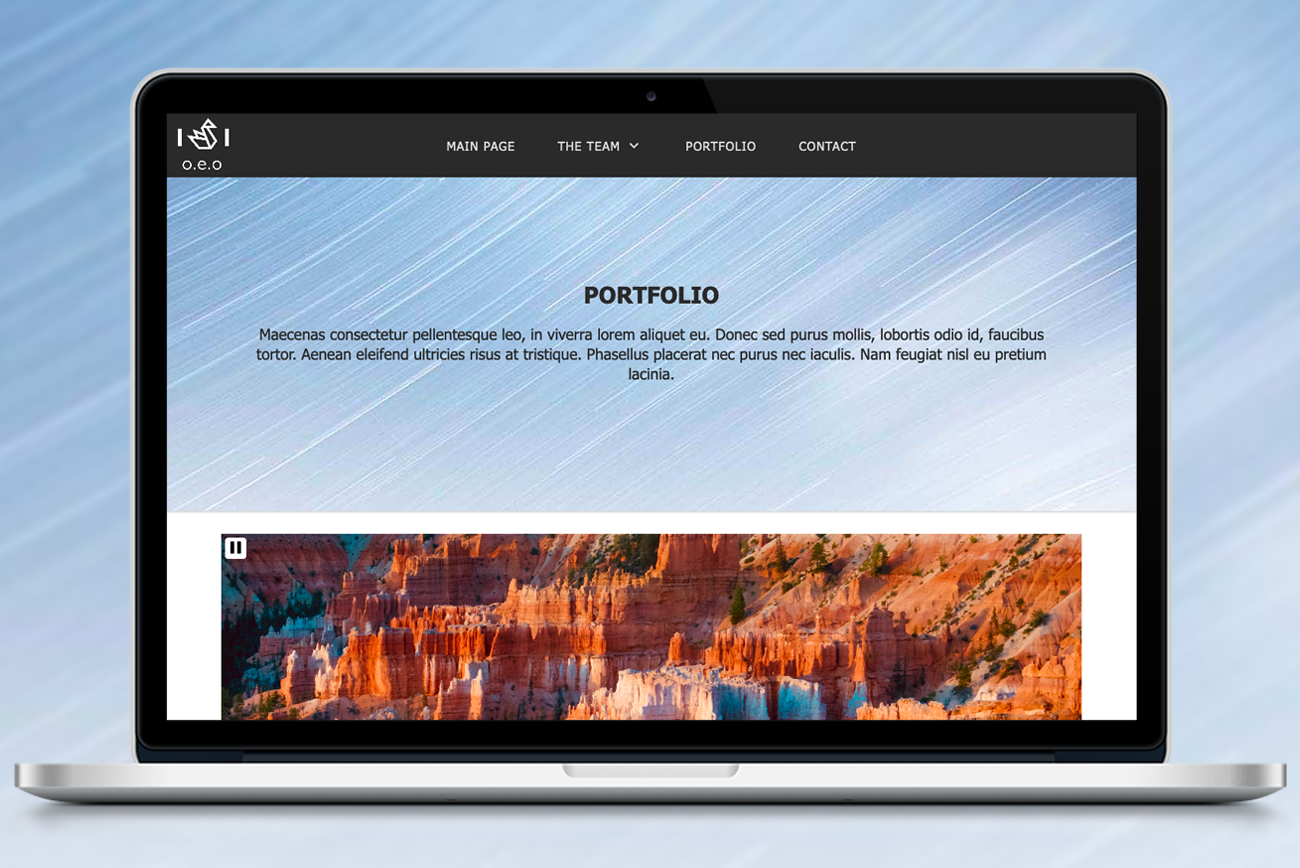 o.e.o
MAIN PAGE
THE TEAM
PORTFOLIO
CONTACT
PORTFOLIO
Maecenas consectetur pellentesque leo, in viverra lorem aliquet eu. Donec sed purus mollis, lobortis odio id, faucibus
tortor. Aenean eleifend ultricies risus at tristique. Phasellus placerat nec purus nec iaculis. Nam feugiat nisl eu pretium
lacinia.